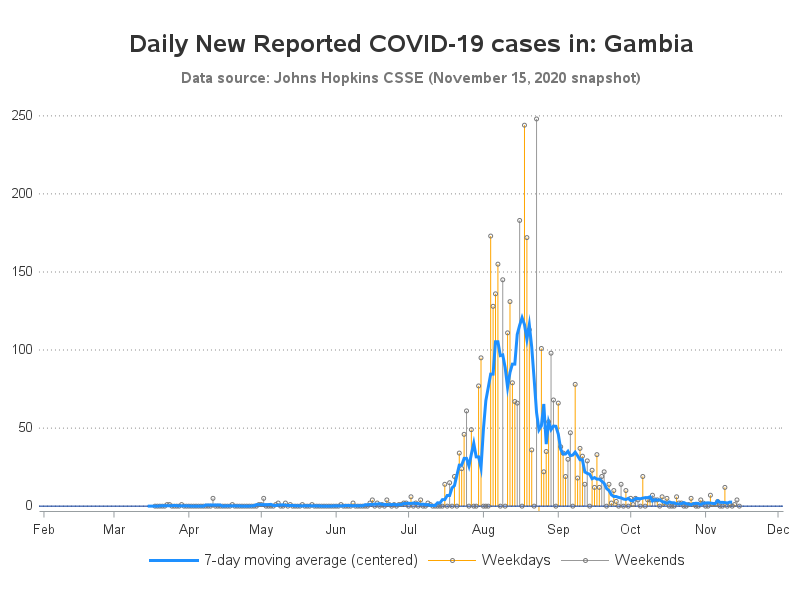 Daily New Reported COVID-19 cases in: Gambia
Data source: Johns Hopkins CSSE (November 15, 2020 snapshot)
250
200
150
100
50
0
Feb Mar Apr May Jun Jul Aug Sep Oct Nov Dec
7-day moving average (centered) Weekdays Weekends